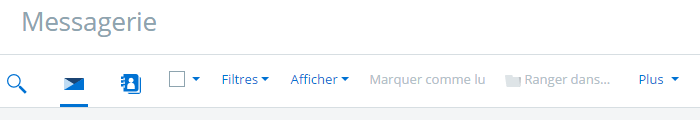 Messagerie
Filtres Afficher Marquer comme lu Ranger dans... Plus